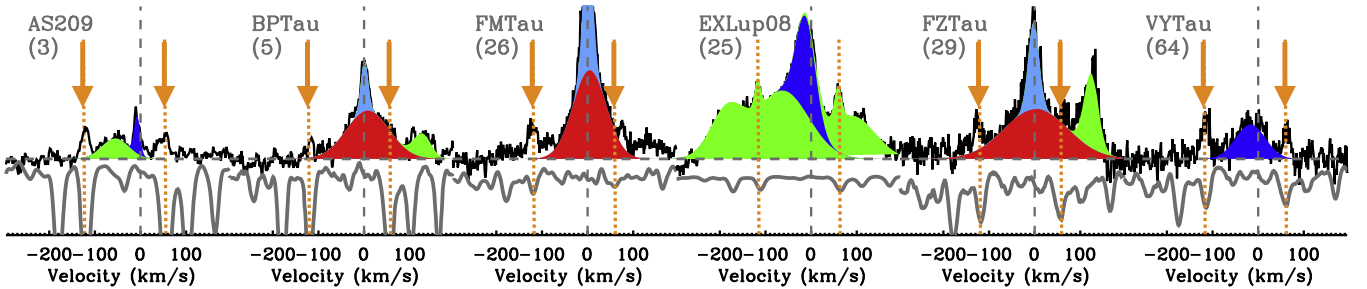 AS209 BPTau FMTau EXLup08 FZTau VYTau
(3) (5) (26) (25) (29) (64)
-200-100 0 100 -200-100 0 100 -200-100 0 100 -200-100 0 100 -200-100 0 100 -200-100 0 100
Velocity (km/s) Velocity (km/s) Velocity (km/s) Velocity (km/s) Velocity (km/s) Velocity (km/s)